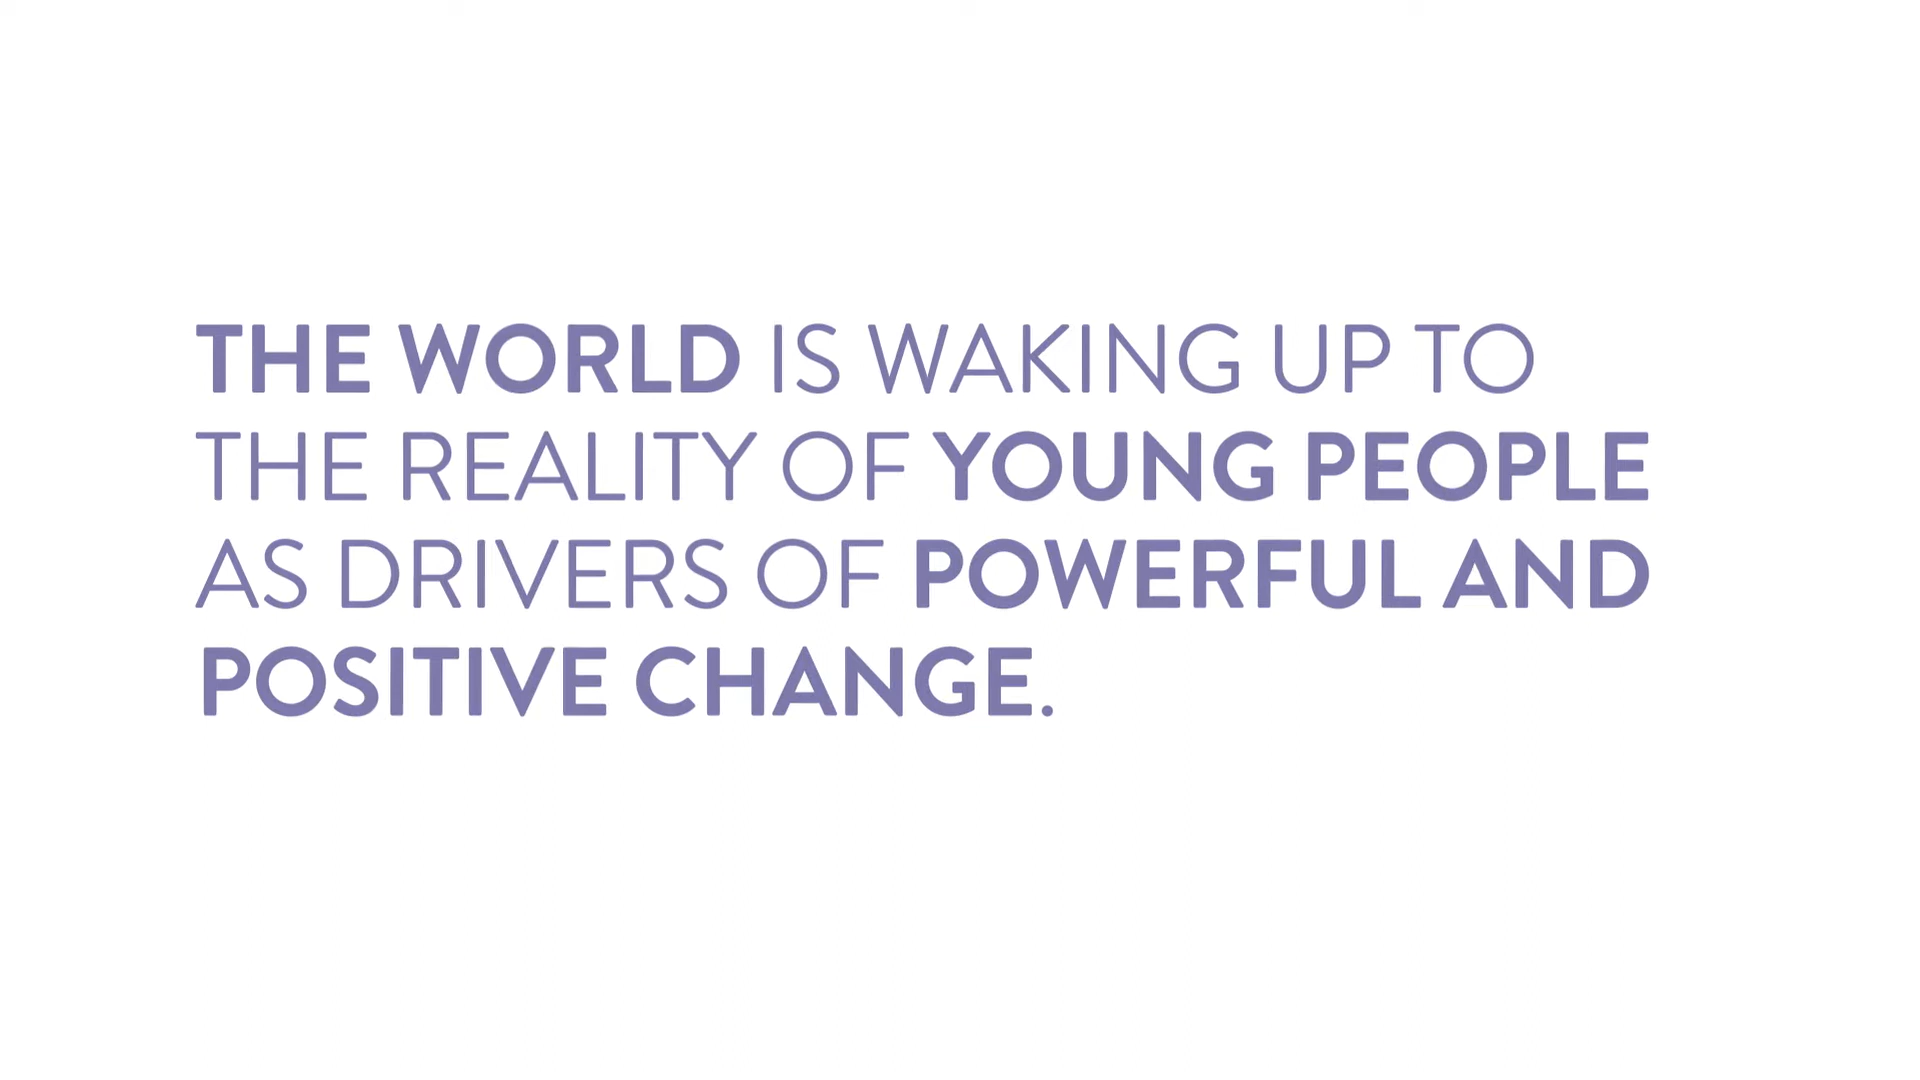 THE WORLD IS WAKING UP TO
THE REALITY OF YOUNG PEOPLE
AS DRIVERS OF POWERFUL AND
POSITIVE CHANGE.